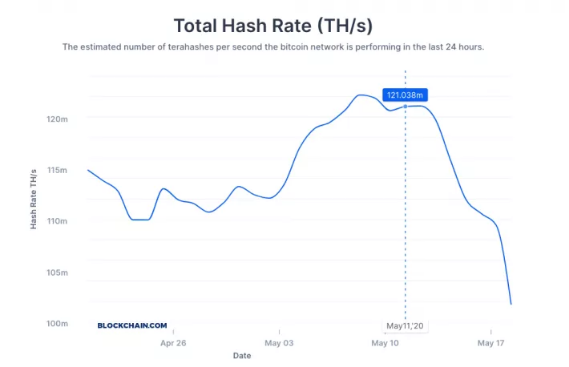 Total Hash Rate (TH/s)
The estimated number of terahashes per second the bitcoin network is performing in the last 24 hours.
121.038m
120m
115m
110m
105m
100m
Hash Rate TH/s
BLOCKCHAIN.COM
May11,'20
Apr 26
May 03
May 10
May 17
Date